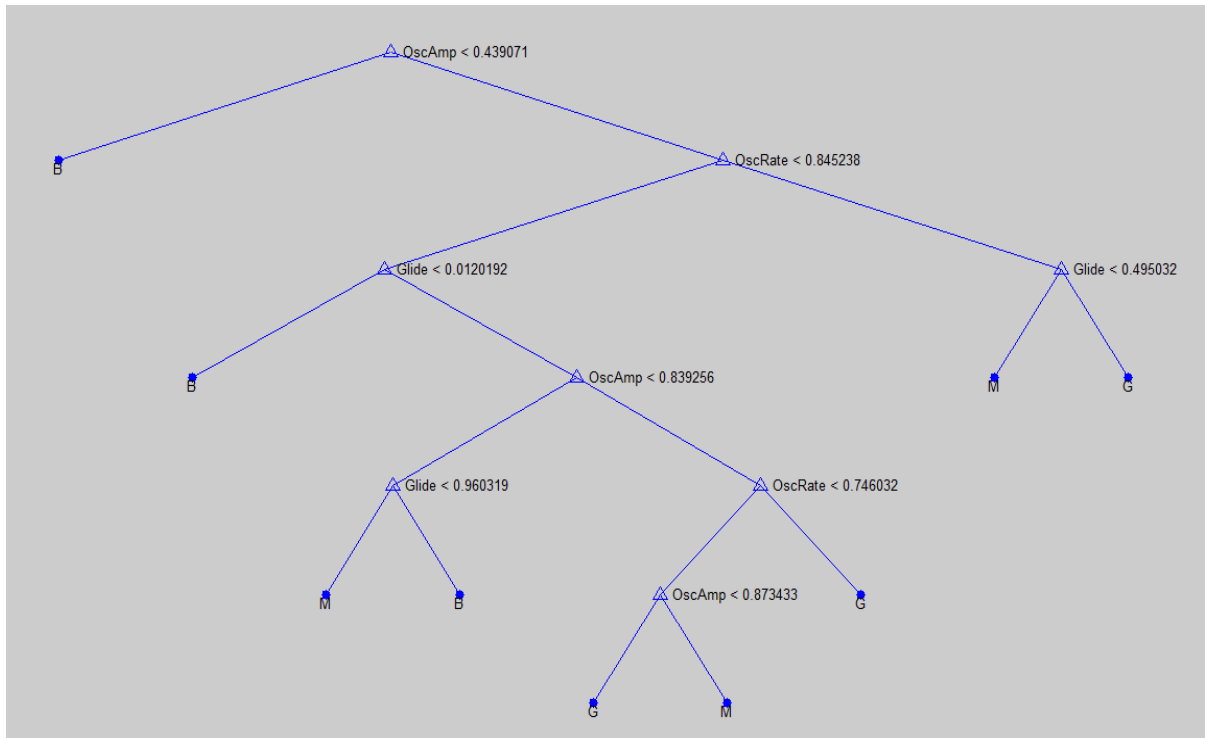 OscAmp < 0.439071
B
OscRate < 0.845238
Glide < 0.0120192
Glide < 0.495032
B
OscAmp < 0.839256
M
G
Glide < 0.960319
OscRate < 0.746032
M
B
OscAmp < 0.873433
G
G
M